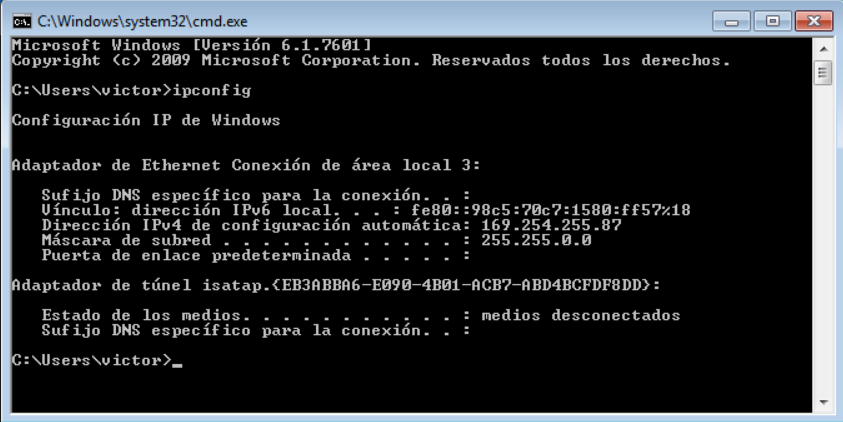 C:\Windows\system32\cmd.exe
Microsoft Windows [Versión 6.1.7601]
Copyright (c) 2009 Microsoft Corporation. Reservados todos los derechos.
C:\Users\victor>ipconfig
Configuración IP de Windows
Adaptador de Ethernet Conexión de área local 3:
Sufijo DNS específico para la conexión. . :
Vínculo: dirección IPv6 local. . . : fe80::98c5:70c7:1580:ff57%18
Dirección IPv4 de configuración automática: 169.254.255.87
Máscara de subred . . . . . . . . . . . . : 255.255.0.0
Puerta de enlace predeterminada . . . . . :
Adaptador de túnel isatap.{EB3ABBA6-E090-4B01-ACB7-ABD4BCFDF8DD}:
Estado de los medios. . . . . . . . . . . : medios desconectados
Sufijo DNS específico para la conexión. . :
C:\Users\victor>_